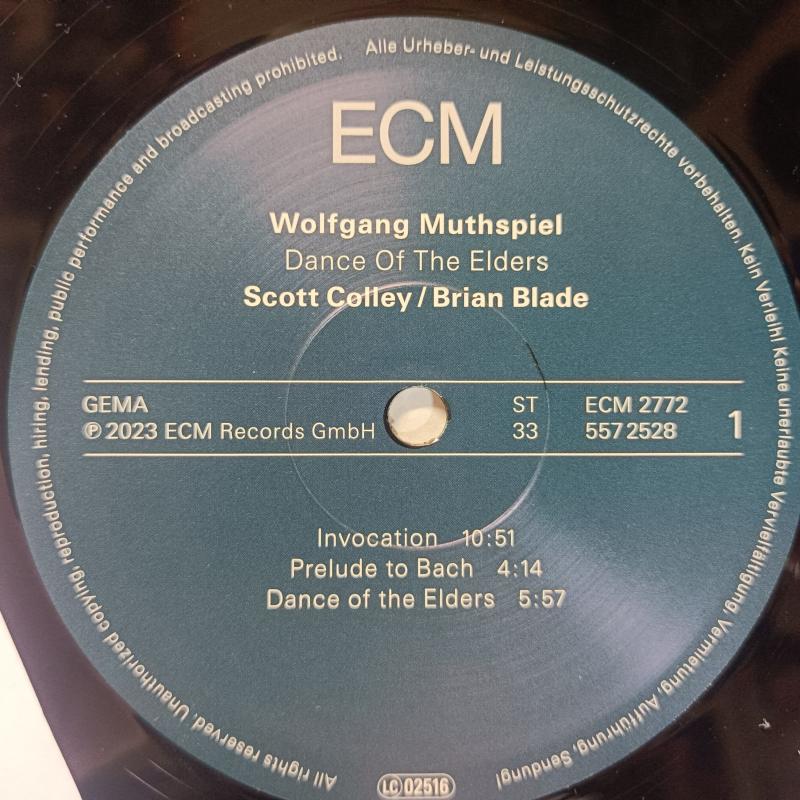 ECM
Wolfgang Muthspiel
Dance Of The Elders
Scott Colley / Brian Blade
GEMA
℗ 2023 ECM Records GmbH
ST
33
ECM 2772
557 2528
1
Invocation 10:51
Prelude to Bach 4:14
Dance of the Elders 5:57
Alle Urheber- und Leistungsschutzrechte vorbehalten. Kein Verleih! Keine unerlaubte Vervielfältigung, Vermietung, Aufführung, Sendung!
LC 02516
All rights reserved. Unauthorized copying, reproduction, hiring, lending, public performance and broadcasting prohibited.